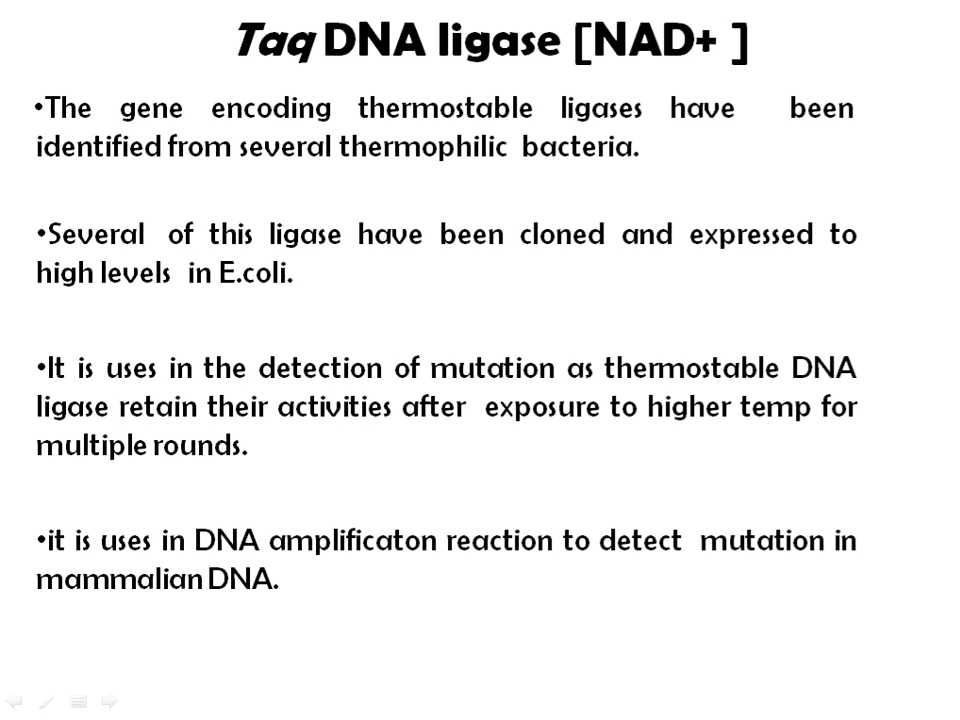 Taq DNA ligase [NAD+ ]
•The gene encoding thermostable ligases have been
identified from several thermophilic bacteria.
•Several of this ligase have been cloned and expressed to
high levels in E.coli.
•It is uses in the detection of mutation as thermostable DNA
ligase retain their activities after exposure to higher temp for
multiple rounds.
•it is uses in DNA amplificaton reaction to detect mutation in
mammalian DNA.